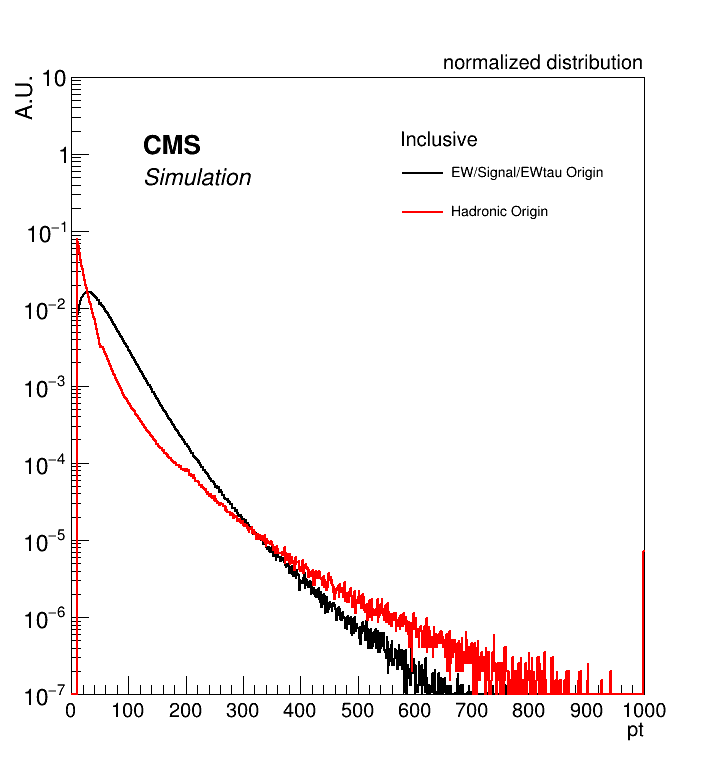 normalized distribution
A.U.
10
1
10⁻¹
10⁻²
10⁻³
10⁻⁴
10⁻⁵
10⁻⁶
10⁻⁷
CMS
Simulation
Inclusive
EW/Signal/EWtau Origin
Hadronic Origin
0 100 200 300 400 500 600 700 800 900 1000
pt